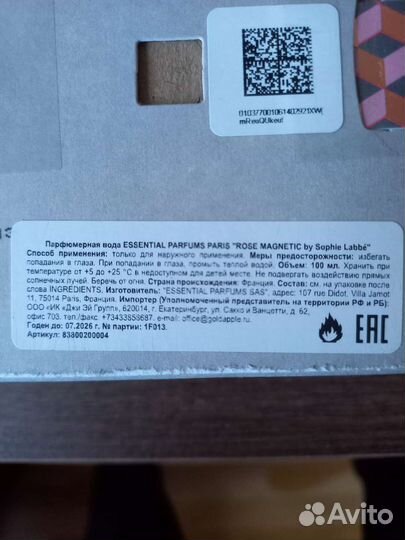 010377001061402921XW(
Парфюмерная вода ESSENTIAL PARFUMS PARIS "ROSE MAGNETIC by Sophie Labbé"
Способ применения: только для наружного применения. Меры предосторожности: избегать
попадания в глаза. При попадании в глаза, промыть теплой водой. Объем: 100 мл. Хранить при
температуре от +5 до +25 °С в недоступном для детей месте. Не подвергать воздействию прямых
солнечных лучей. Беречь от огня. Страна происхождения: Франция. Состав: см. на упаковке после
слова INGREDIENTS. Изготовитель: "ESSENTIAL PARFUMS SAS", адрес: 107 rue Didot, Villa Jamot
11, 75014 Paris, Франция. Импортер (Уполномоченный представитель на территории РФ и РБ):
ООО «ИК «Джи Эй Групп», 620014, г. Екатеринбург, ул. Сакко и Ванцетти, д. 62,
офис 703. тел./факс: +73433859687. e-mail: office@goldapple.ru
Годен до: 07.2026 г. № партии: 1F013.
Артикул: 83800200004
EAC
Avito